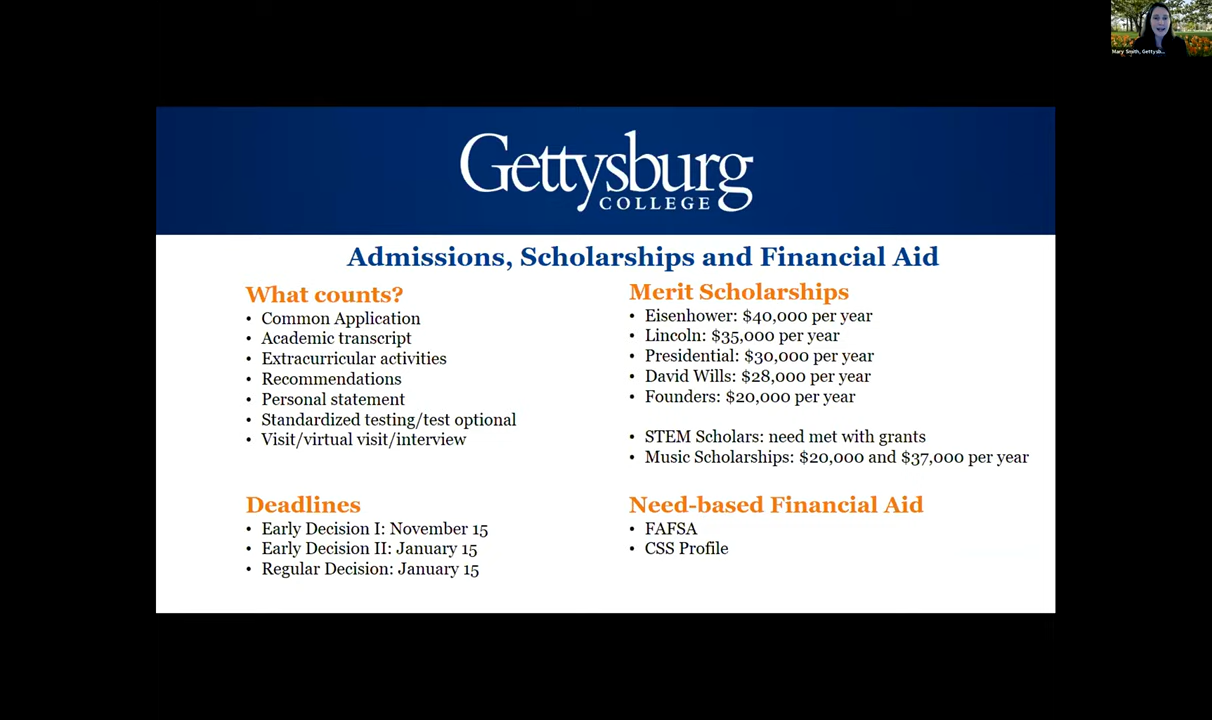 Mary Smith, Gettysb...
Gettysburg
COLLEGE
Admissions, Scholarships and Financial Aid
What counts?
• Common Application
• Academic transcript
• Extracurricular activities
• Recommendations
• Personal statement
• Standardized testing/test optional
• Visit/virtual visit/interview
Deadlines
• Early Decision I: November 15
• Early Decision II: January 15
• Regular Decision: January 15
Merit Scholarships
• Eisenhower: $40,000 per year
• Lincoln: $35,000 per year
• Presidential: $30,000 per year
• David Wills: $28,000 per year
• Founders: $20,000 per year
• STEM Scholars: need met with grants
• Music Scholarships: $20,000 and $37,000 per year
Need-based Financial Aid
• FAFSA
• CSS Profile